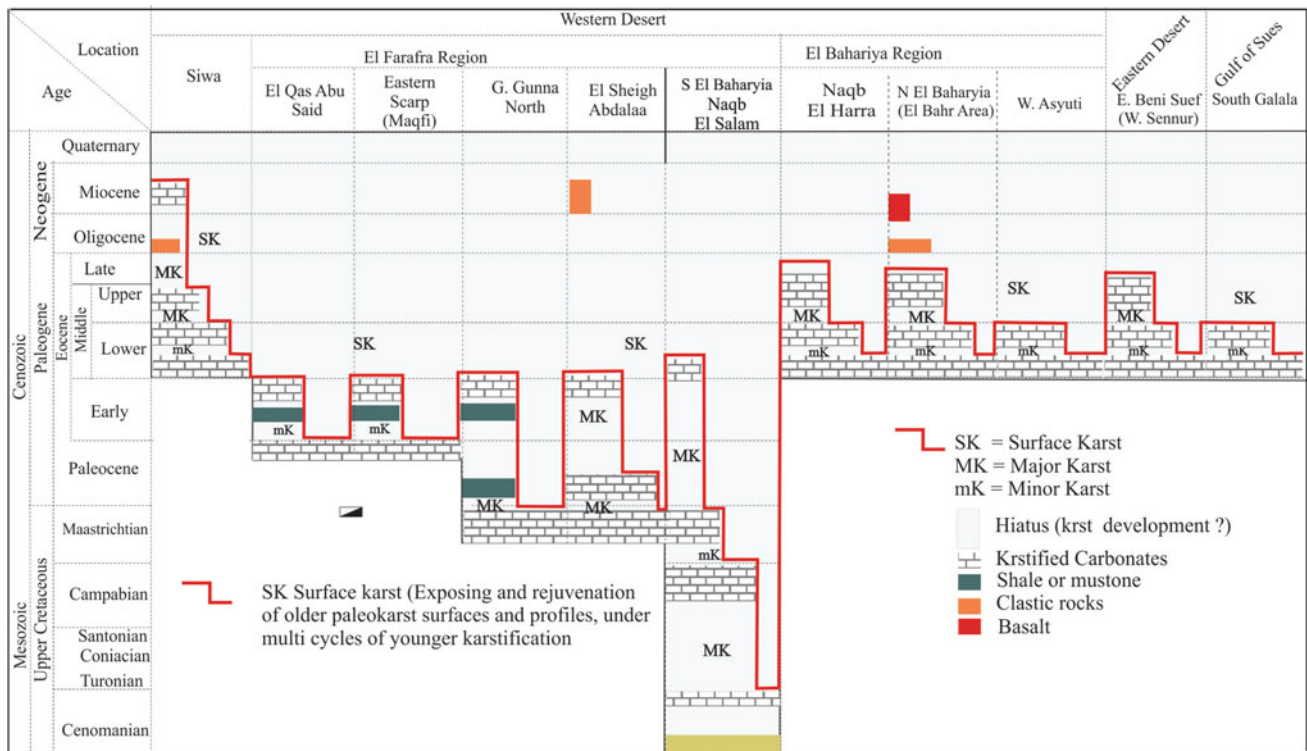 Location
Age
Western Desert
Siwa
El Farafra Region
El Qas Abu
Said
Eastern
Scarp
(Maqfi)
G. Gunna
North
El Sheigh
Abdalaa
S El Baharyia
Naqb
El Salam
El Bahariya Region
Naqb
El Harra
N El Baharyia
(El Bahr Area)
W. Asyuti
Eastern Desert
E. Beni Suef
(W. Sennur)
Gulf of Sues
South Galala
Cenozoic
Mesozoic
Neogene
Paleogene
Upper Cretaceous
Eocene
Middle
Quaternary
Miocene
Oligocene
Late
Upper
Lower
Early
Paleocene
Maastrichtian
Campabian
Santonian
Coniacian
Turonian
Cenomanian
SK
MK
MK
mK
mK
SK
mK
MK
SK
MK
MK
MK
mK
MK
MK
mK
MK
mK
SK
mK
MK
mK
SK
mK
SK = Surface Karst
MK = Major Karst
mK = Minor Karst
Hiatus (krst development ?)
Krstified Carbonates
Shale or mustone
Clastic rocks
Basalt
SK Surface karst (Exposing and rejuvenation
of older paleokarst surfaces and profiles, under
multi cycles of younger karstification